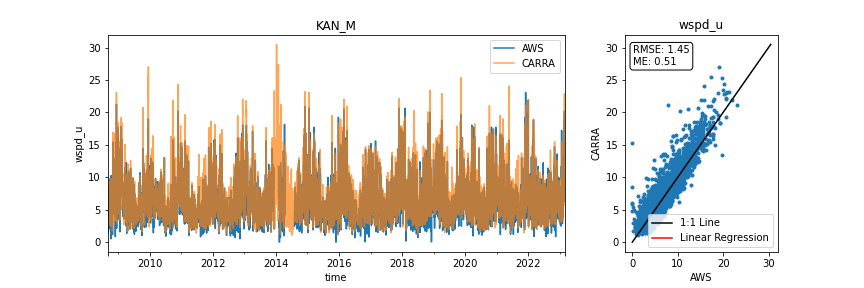 KAN_M
wspd_u
30
25
20
15
10
5
0
AWS
CARRA
2010
2012
2014
2016
2018
2020
2022
time
wspd_u
30
25
20
15
10
5
0
CARRA
RMSE: 1.45
ME: 0.51
1:1 Line
Linear Regression
0
10
20
30
AWS